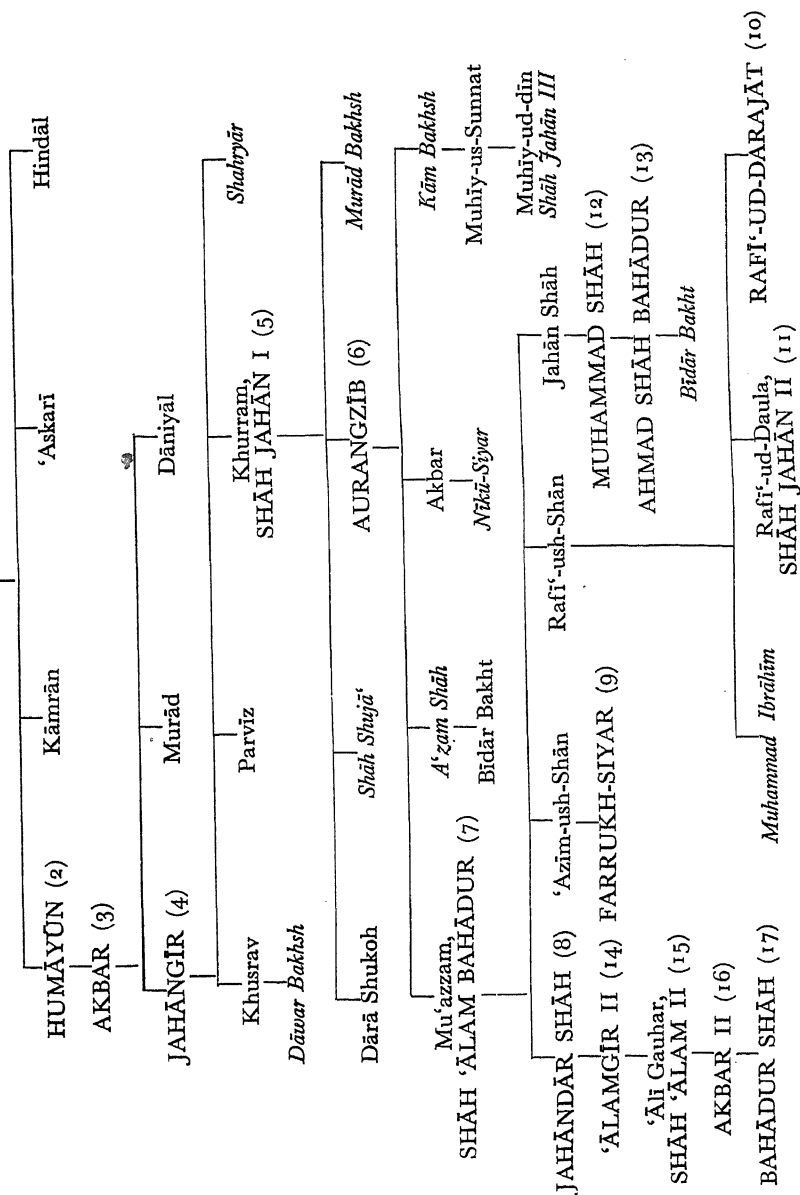 HUMĀYŪN (2)
Kāmrān
‘Askarī
Hindāl
AKBAR (3)
JAHĀNGĪR (4)
Murād
Dāniyāl
Khusrav
Parvīz
Khurram,
SHĀH JAHĀN I (5)
Shahryār
Dāwar Bakhsh
Dārā Shukoh
Shāh Shujā‘
AURANGZĪB (6)
Murād Bakhsh
Mu‘azzam,
SHĀH ‘ĀLAM BAHĀDUR (7)
A‘zam Shāh
Bīdār Bakht
Akbar
Nīkū-Siyar
Kām Bakhsh
Muhīy-us-Sunnat
Muhīy-ud-dīn
Shāh Jahān III
JAHĀNDĀR SHĀH (8)
‘Azīm-ush-Shān
Rafī‘-ush-Shān
Jahān Shāh
‘ĀLAMGĪR II (14)
FARRUKH-SIYAR (9)
MUHAMMAD SHĀH (12)
‘Ālī Gauhar,
SHĀH ‘ĀLAM II (15)
AHMAD SHĀH BAHĀDUR (13)
AKBAR II (16)
Bīdār Bakht
BAHĀDUR SHĀH (17)
Muhammad Ibrāhīm
Rafī‘-ud-Daula,
SHĀH JAHĀN II (11)
RAFĪ‘-UD-DARAJĀT (10)